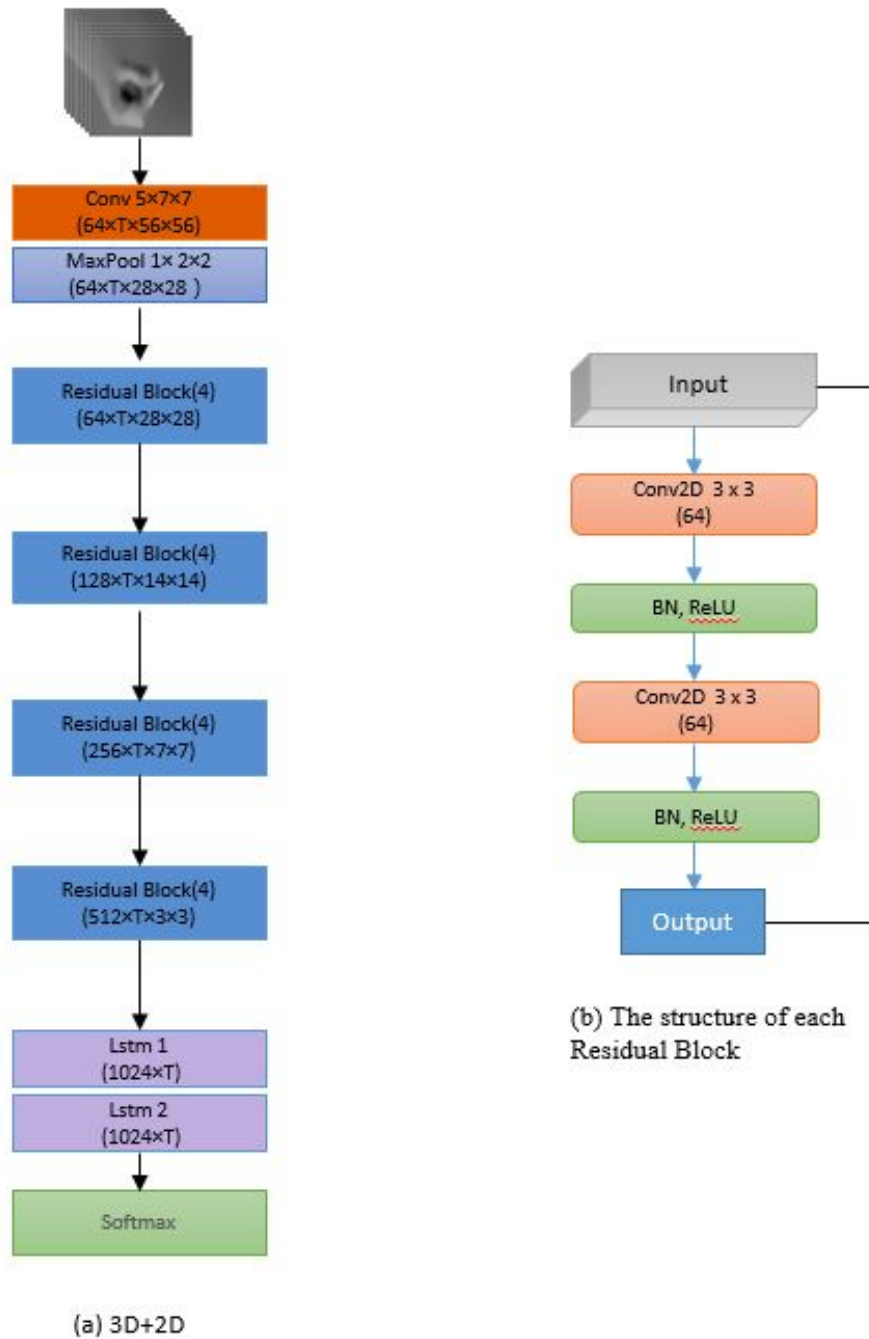 Conv 5×7×7
(64×T×56×56)
MaxPool 1× 2×2
(64×T×28×28 )
Residual Block(4)
(64×T×28×28)
Residual Block(4)
(128×T×14×14)
Residual Block(4)
(256×T×7×7)
Residual Block(4)
(512×T×3×3)
Lstm 1
(1024×T)
Lstm 2
(1024×T)
Softmax
(a) 3D+2D
Input
Conv2D 3 x 3
(64)
BN, ReLU
Conv2D 3 x 3
(64)
BN, ReLU
Output
(b) The structure of each
Residual Block